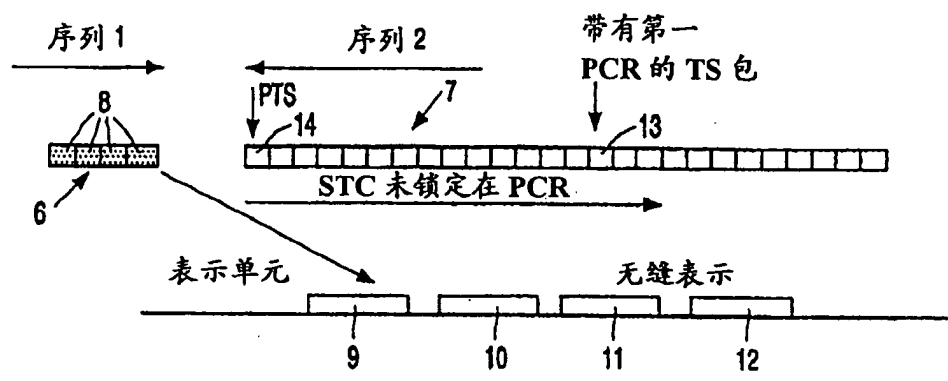 序列 1
序列 2
带有第一
PCR 的 TS 包
8
PTS
7
14
13
6
STC 未锁定在 PCR
表示单元
无缝表示
9
10
11
12